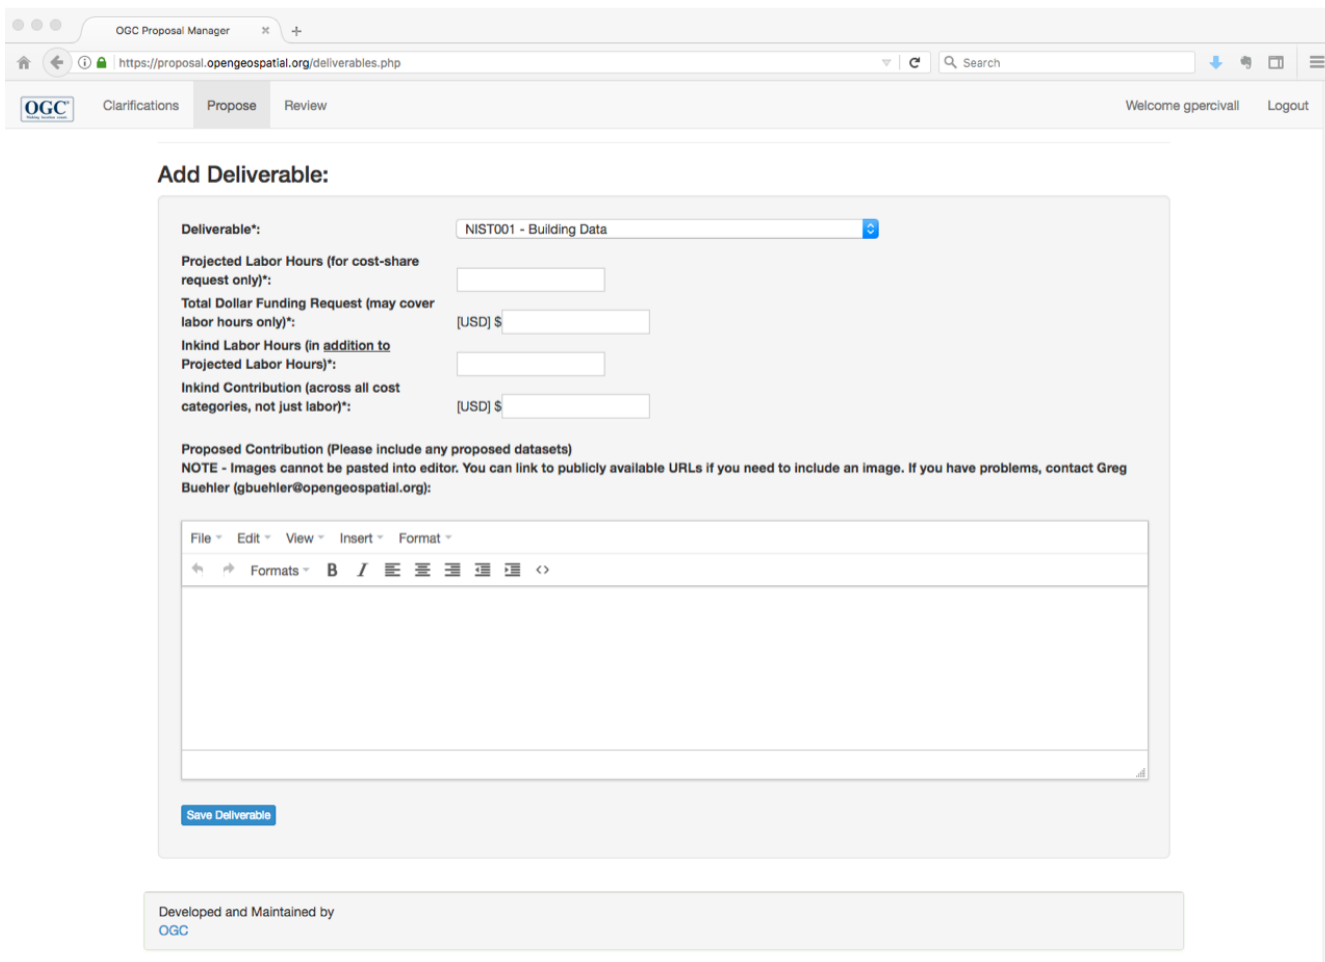 OGC Proposal Manager
https://proposal.opengeospatial.org/deliverables.php
Search
OGC
Clarifications
Propose
Review
Welcome gpercivall
Logout
Add Deliverable:
Deliverable*:
NIST001 - Building Data
Projected Labor Hours (for cost-share
request only)*:
Total Dollar Funding Request (may cover
labor hours only)*:
[USD] $
Inkind Labor Hours (in addition to
Projected Labor Hours)*:
Inkind Contribution (across all cost
categories, not just labor)*:
[USD] $
Proposed Contribution (Please include any proposed datasets)
NOTE - Images cannot be pasted into editor. You can link to publicly available URLs if you need to include an image. If you have problems, contact Greg
Buehler (gbuehler@opengeospatial.org):
File Edit View Insert Format
Formats B I
Save Deliverable
Developed and Maintained by
OGC